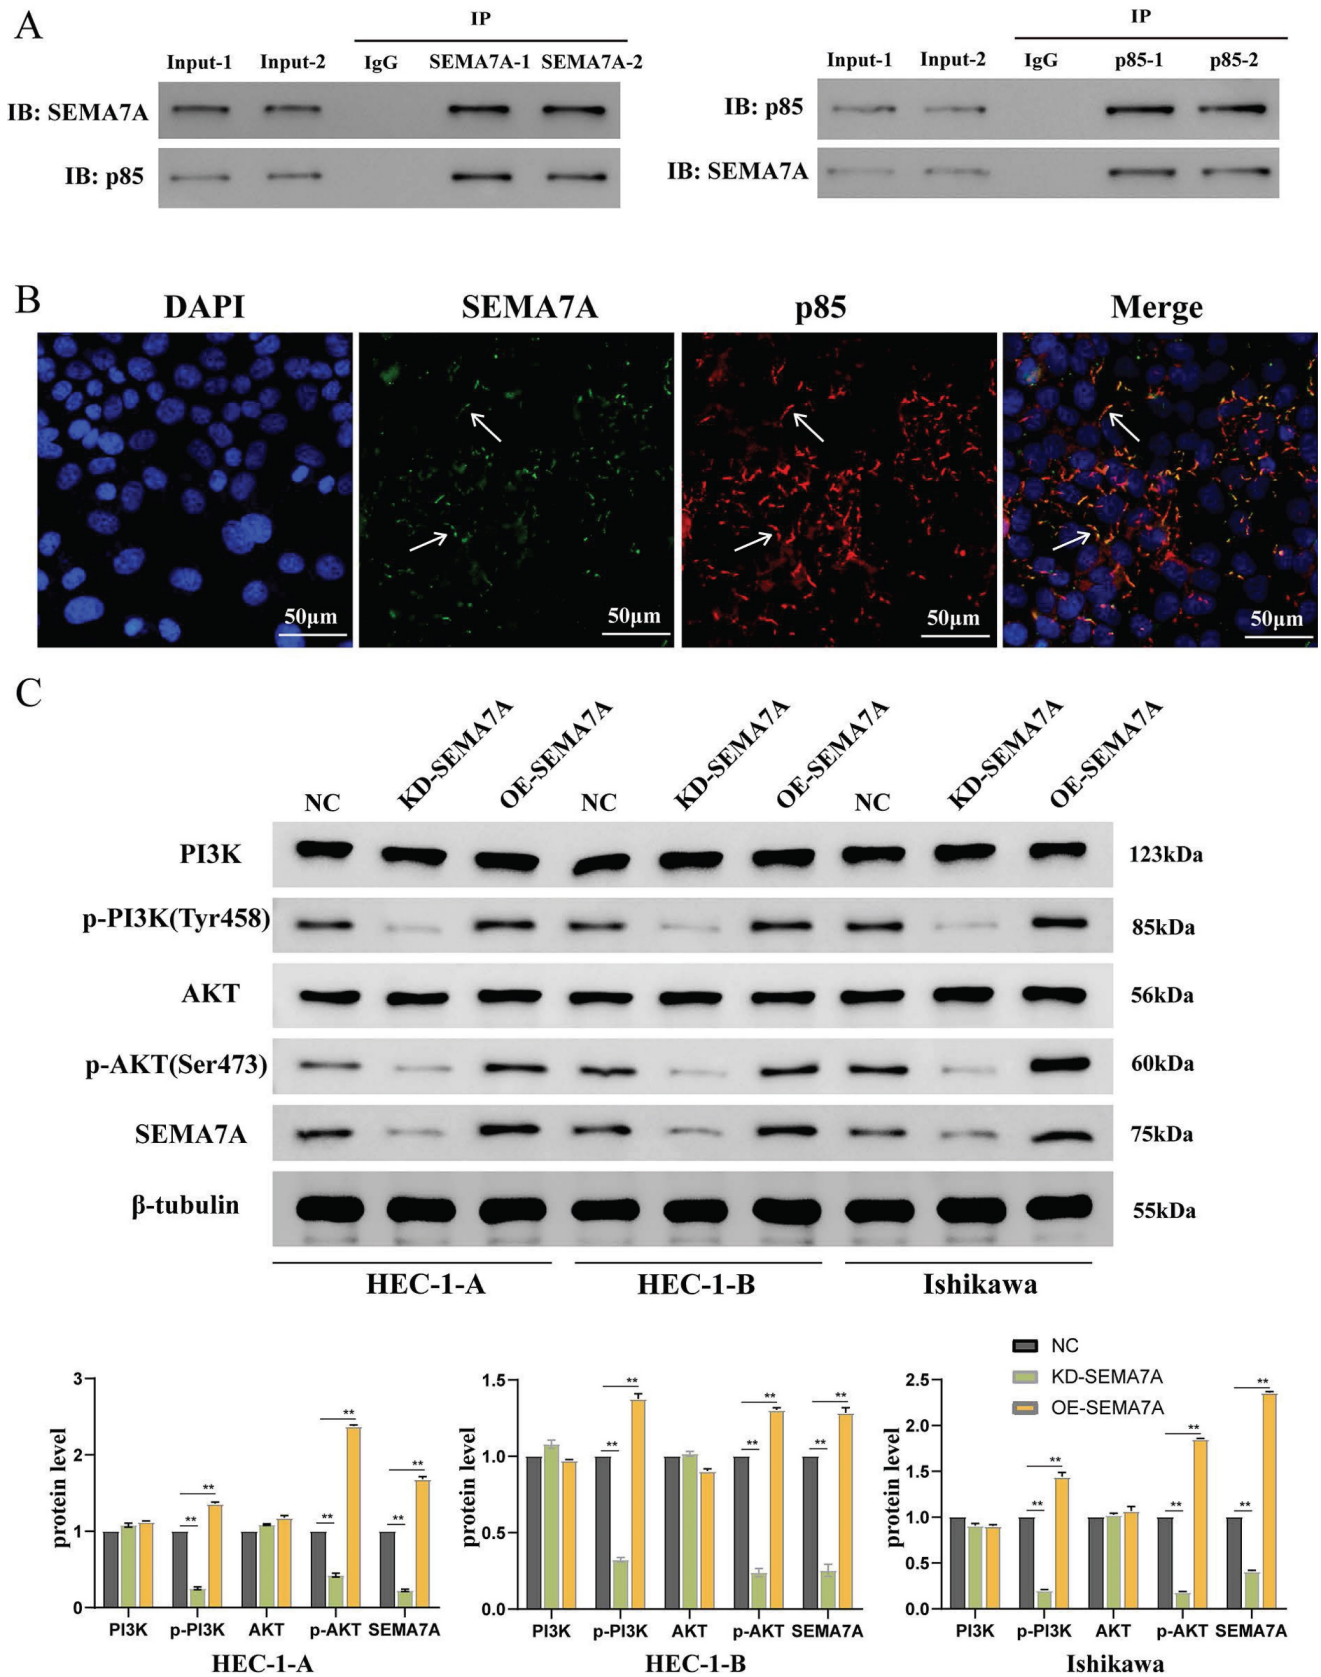 A
IP
Input-1 Input-2 IgG SEMA7A-1 SEMA7A-2
IB: SEMA7A
IB: p85
IP
Input-1 Input-2 IgG p85-1 p85-2
IB: p85
IB: SEMA7A
B
DAPI SEMA7A p85 Merge
50μm 50μm 50μm 50μm
C
NC KD-SEMA7A OE-SEMA7A NC KD-SEMA7A OE-SEMA7A NC KD-SEMA7A OE-SEMA7A
PI3K 123kDa
p-PI3K(Tyr458) 85kDa
AKT 56kDa
p-AKT(Ser473) 60kDa
SEMA7A 75kDa
β-tubulin 55kDa
HEC-1-A HEC-1-B Ishikawa
NC
KD-SEMA7A
OE-SEMA7A
protein level
3
2
1
0
** ** ** ** ** **
PI3K p-PI3K AKT p-AKT SEMA7A
HEC-1-A
protein level
1.5
1.0
0.5
0.0
** ** ** ** ** **
PI3K p-PI3K AKT p-AKT SEMA7A
HEC-1-B
protein level
2.5
2.0
1.5
1.0
0.5
0.0
** ** ** ** ** **
PI3K p-PI3K AKT p-AKT SEMA7A
Ishikawa